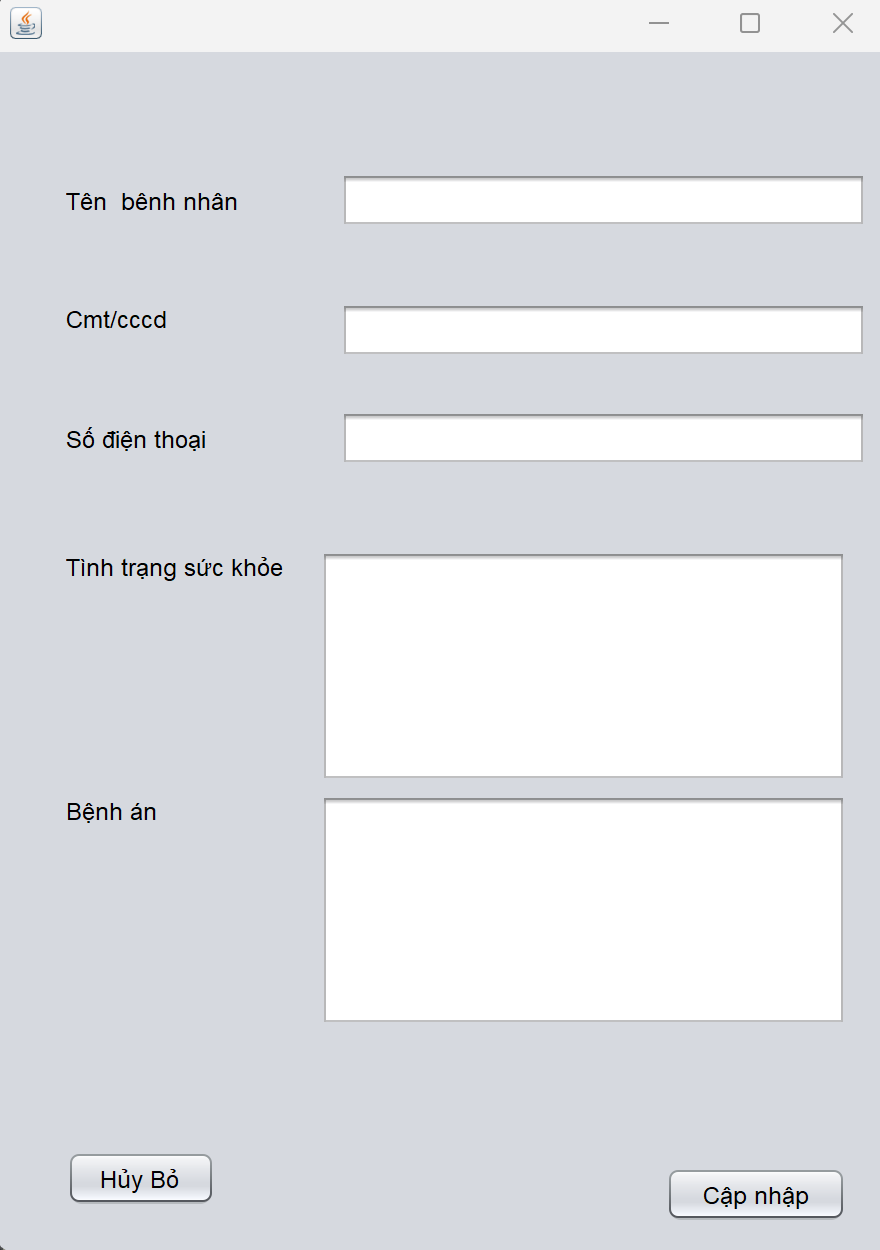 Tên  bênh nhân
Cmt/cccd
Số điện thoại
Tình trạng sức khỏe
Bệnh án
Hủy Bỏ
Cập nhập